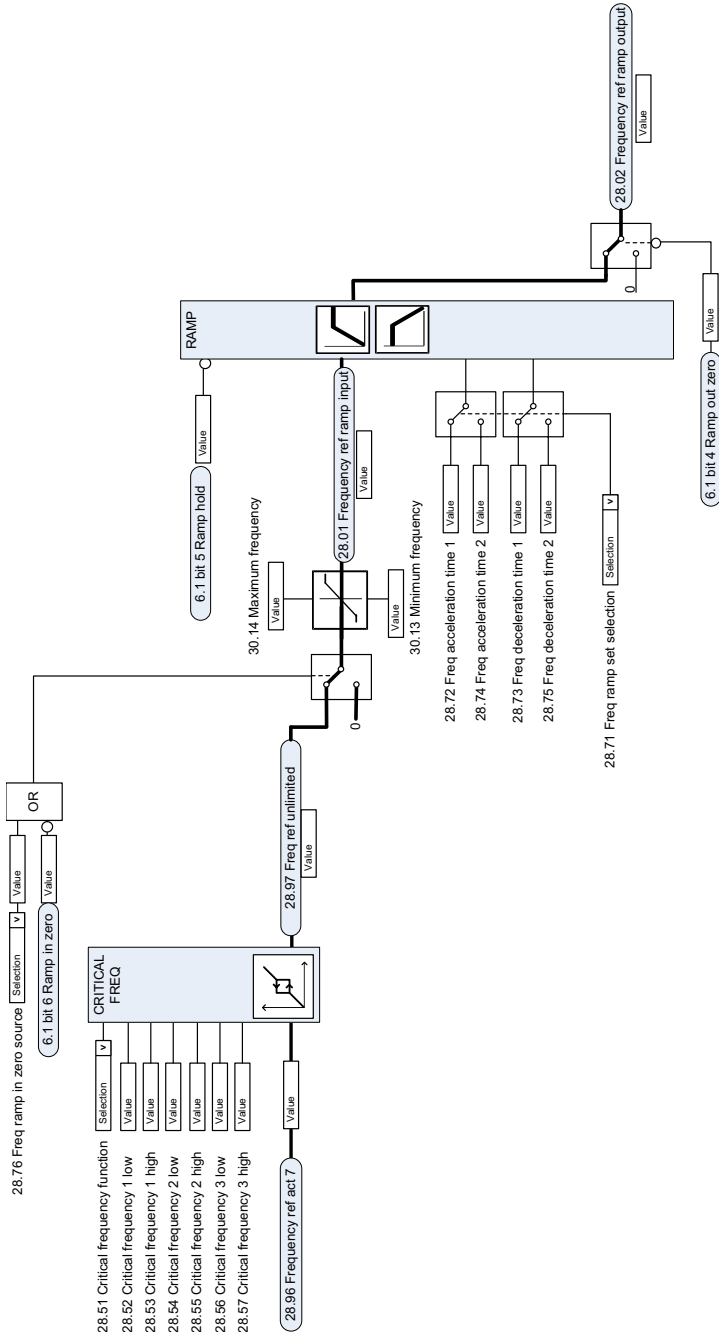 28.76 Freq ramp in zero source
Selection
v
Value
6.1 bit 6 Ramp in zero
Value
OR
28.51 Critical frequency function
Selection
v
28.52 Critical frequency 1 low
Value
28.53 Critical frequency 1 high
Value
28.54 Critical frequency 2 low
Value
28.55 Critical frequency 2 high
Value
28.56 Critical frequency 3 low
Value
28.57 Critical frequency 3 high
Value
CRITICAL
FREQ
28.96 Frequency ref act 7
Value
28.97 Freq ref unlimited
Value
0
30.14 Maximum frequency
Value
30.13 Minimum frequency
Value
28.01 Frequency ref ramp input
Value
6.1 bit 5 Ramp hold
Value
RAMP
28.72 Freq acceleration time 1
Value
28.74 Freq acceleration time 2
Value
28.73 Freq deceleration time 1
Value
28.75 Freq deceleration time 2
Value
28.71 Freq ramp set selection
Selection
v
0
28.02 Frequency ref ramp output
Value
6.1 bit 4 Ramp out zero
Value